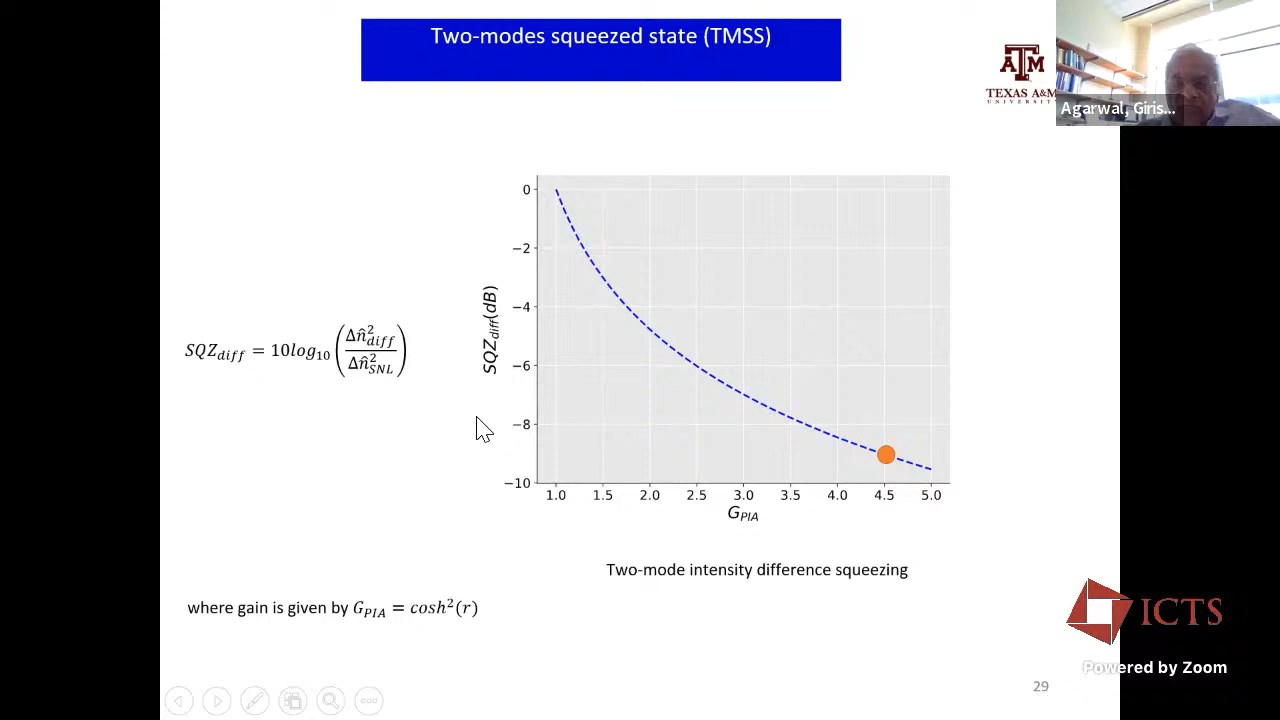 Two-modes squeezed state (TMSS)
TEXAS A&M
UNIVERSITY
Agarwal, Giris...
SQZ_diff = 10log₁₀(Δn̂²_diff / Δn̂²_SNL)
SQZ_diff(dB)
0
−2
−4
−6
−8
−10
1.0 1.5 2.0 2.5 3.0 3.5 4.0 4.5 5.0
G_PIA
Two-mode intensity difference squeezing
where gain is given by G_PIA = cosh²(r)
ICTS
Powered by Zoom
29